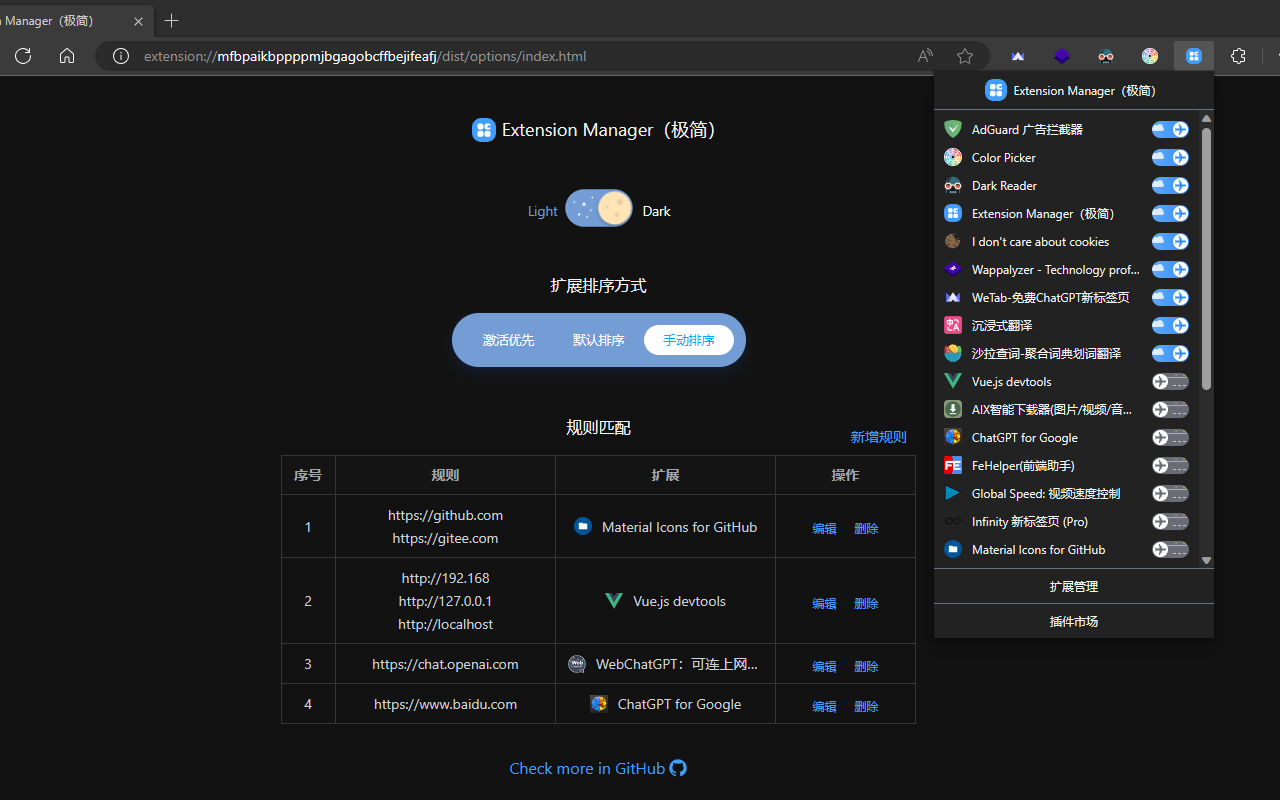 n Manager（极简）
extension://mfbpaikbppppmjbgagobcffbejifeafj/dist/options/index.html
Extension Manager（极简）
Light
Dark
扩展排序方式
激活优先 默认排序 手动排序
规则匹配
新增规则
序号 规则 扩展 操作
1
https://github.com
https://gitee.com
Material Icons for GitHub
编辑 删除
2
http://192.168
http://127.0.0.1
http://localhost
Vue.js devtools
编辑 删除
3
https://chat.openai.com
WebChatGPT：可连上网...
编辑 删除
4
https://www.baidu.com
ChatGPT for Google
编辑 删除
Check more in GitHub
Extension Manager（极简）
AdGuard 广告拦截器
Color Picker
Dark Reader
Extension Manager（极简）
I don't care about cookies
Wappalyzer - Technology prof...
WeTab-免费ChatGPT新标签页
沉浸式翻译
沙拉查词-聚合词典划词翻译
Vue.js devtools
AIX智能下载器(图片/视频/音...
ChatGPT for Google
FeHelper(前端助手)
Global Speed: 视频速度控制
Infinity 新标签页 (Pro)
Material Icons for GitHub
扩展管理
插件市场